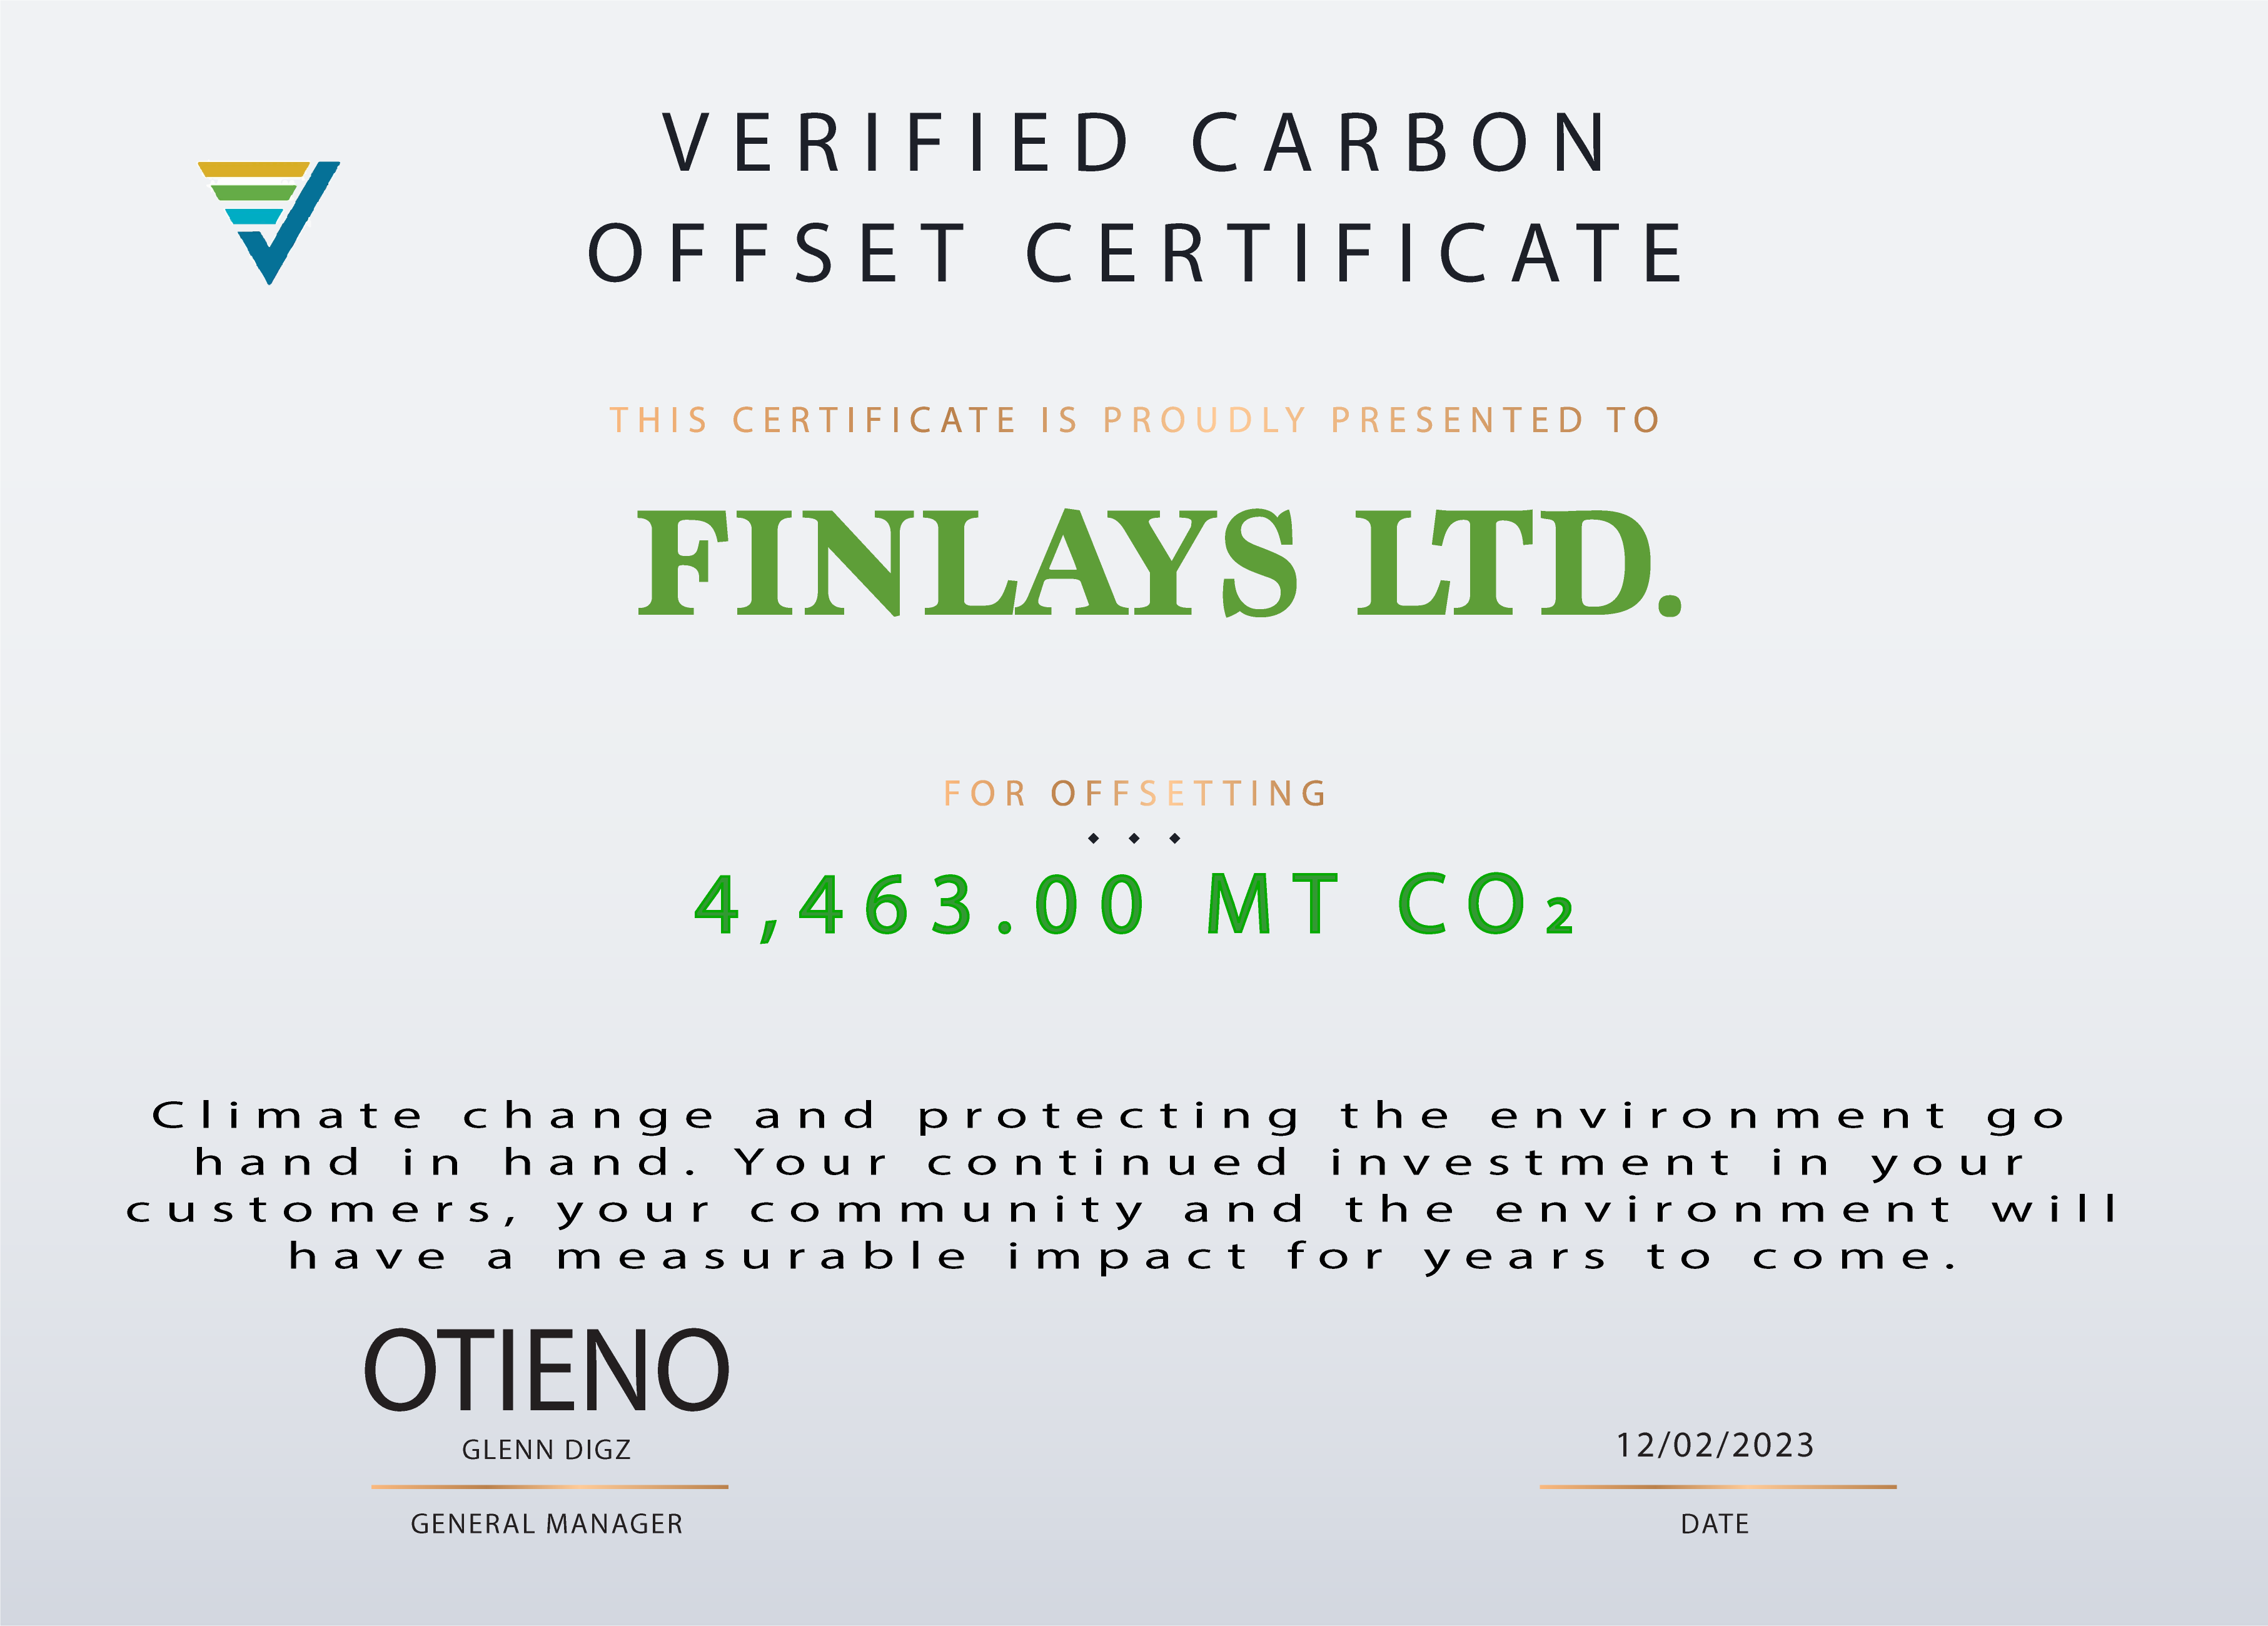 VERIFIED CARBON
OFFSET CERTIFICATE
THIS CERTIFICATE IS PROUDLY PRESENTED TO
FINLAYS LTD.
FOR OFFSETTING
4,463.00 MT CO₂
Climate change and protecting the environment go
hand in hand. Your continued investment in your
customers, your community and the environment will
have a measurable impact for years to come.
OTIENO
GLENN DIGZ
GENERAL MANAGER
12/02/2023
DATE